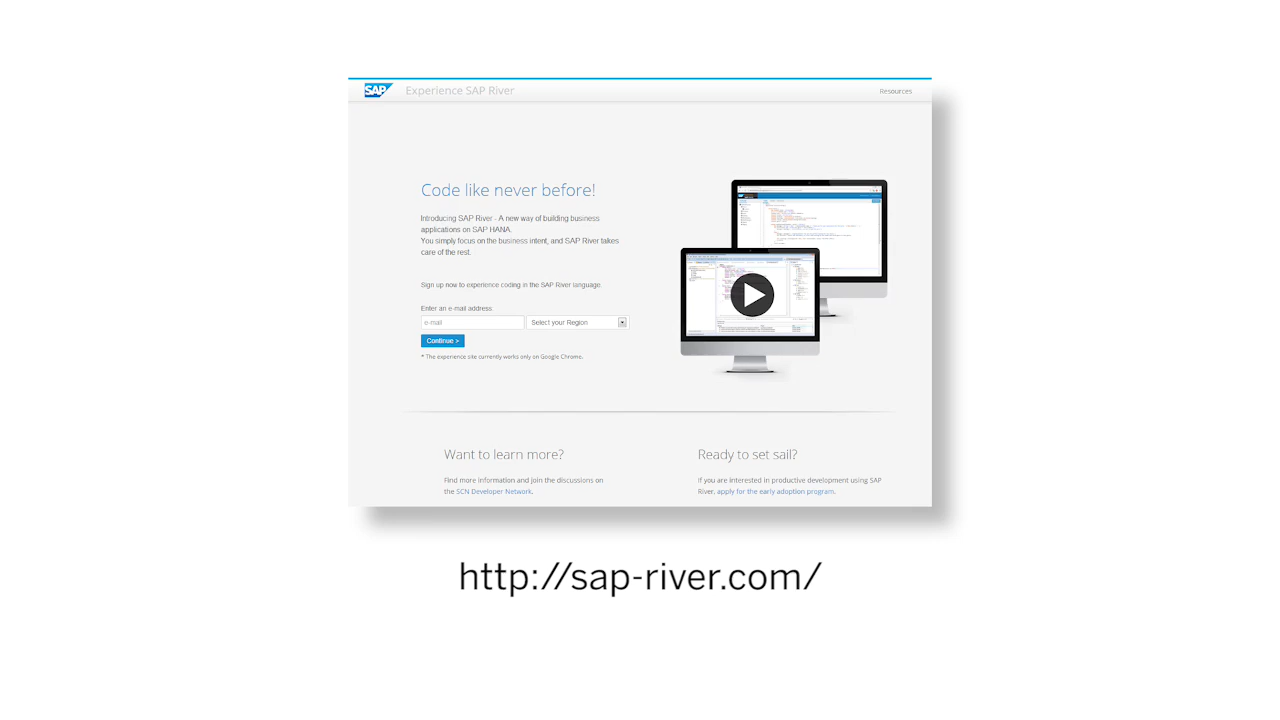 SAP
Experience SAP River
Resources
Code like never before!
Introducing SAP River - A new way of building business
applications on SAP HANA.
You simply focus on the business intent, and SAP River takes
care of the rest.
Sign up now to experience coding in the SAP River language.
Enter an e-mail address:
e-mail
Select your Region
Continue >
* The experience site currently works only on Google Chrome.
Want to learn more?
Find more information and join the discussions on
the SCN Developer Network.
Ready to set sail?
If you are interested in productive development using SAP
River, apply for the early adoption program.
http://sap-river.com/